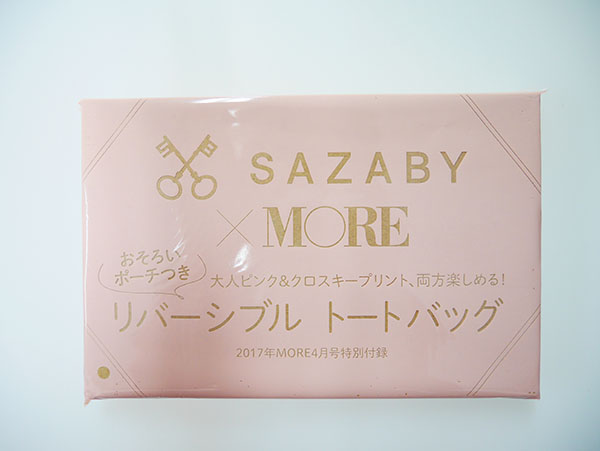 SAZABY
×MORE
おそろい
ポーチつき
大人ピンク&クロスキープリント、両方楽しめる!
リバーシブル トートバッグ
2017年MORE4月号特別付録